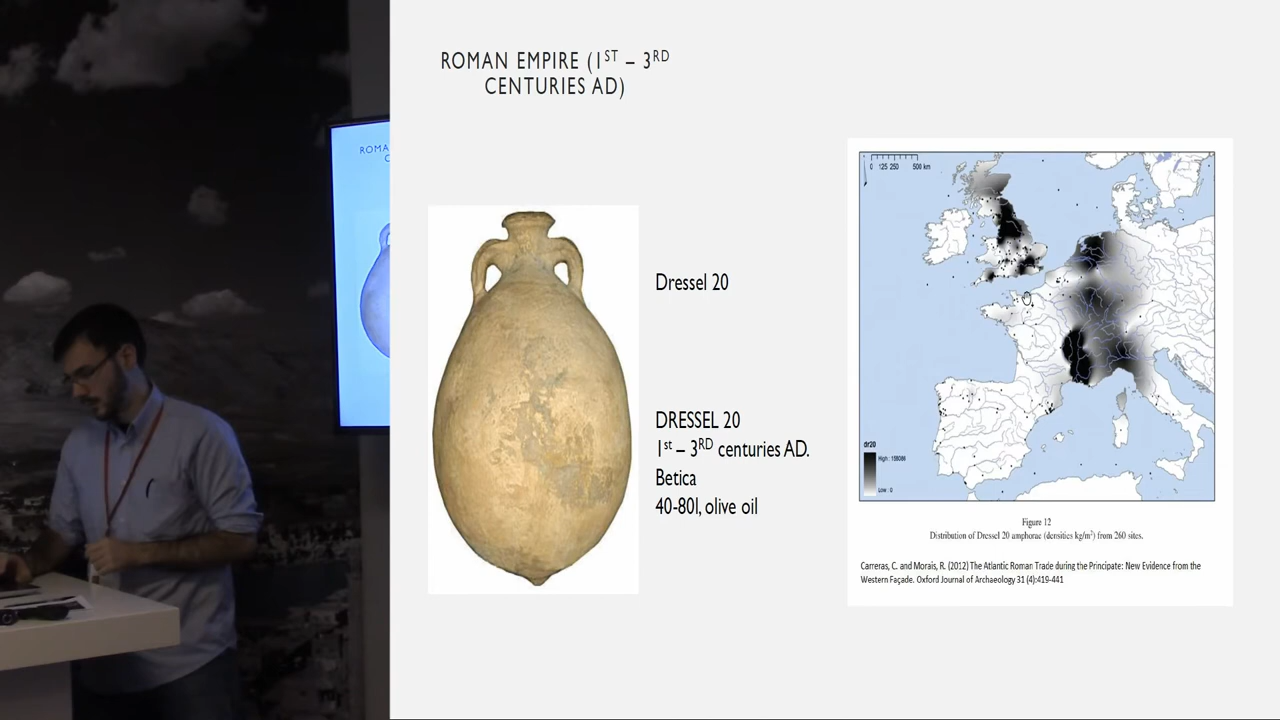 ROMAN EMPIRE (1ST – 3RD
CENTURIES AD)
ROMA
C
Dressel 20
DRESSEL 20
1st – 3RD centuries AD.
Betica
40-80l, olive oil
0 125 250 500 km
dr20
High : 155086
Low : 0
Figure 12
Distribution of Dressel 20 amphorae (densities kg/m²) from 260 sites.
Carreras, C. and Morais, R. (2012) The Atlantic Roman Trade during the Principate: New Evidence from the
Western Façade. Oxford Journal of Archaeology 31 (4):419-441